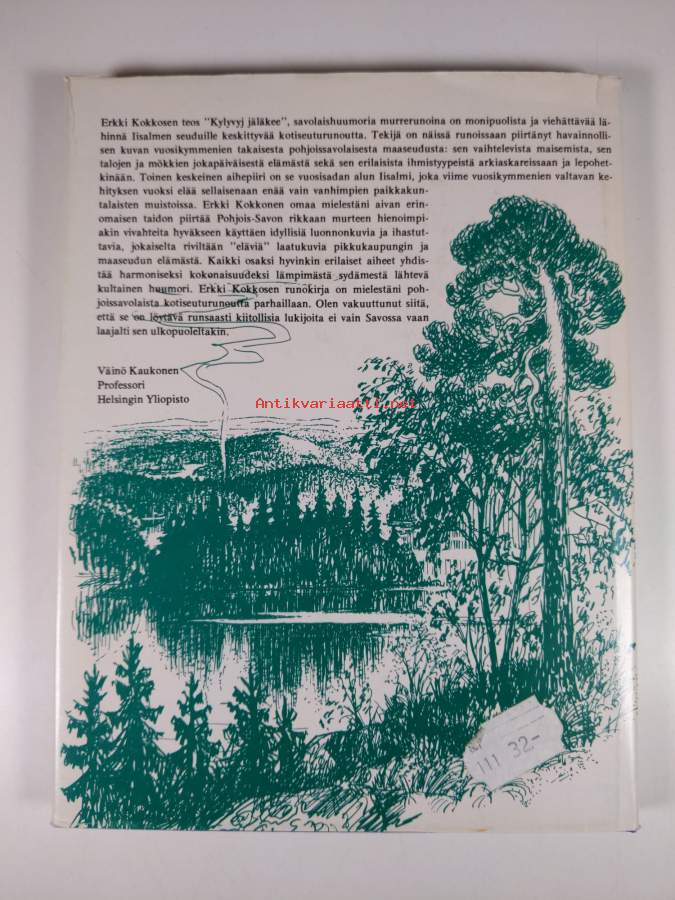 Erkki Kokkosen teos "Kylyvyj jäläkee", savolaishuumoria murrerunoina on monipuolista ja viehättävää lä-
hinnä Iisalmen seuduille keskittyvää kotiseuturunoutta. Tekijä on näissä runoissaan piirtänyt havainnolli-
sen kuvan vuosikymmenien takaisesta pohjoissavolaisesta maaseudusta: sen vaihtelevista maisemista, sen
talojen ja mökkien jokapäiväisestä elämästä sekä sen erilaisista ihmistyypeistä arkiaskareissaan ja lepohet-
kinään. Toinen keskeinen aihepiiri on se vuosisadan alun Iisalmi, joka viime vuosikymmenien valtavan ke-
hityksen vuoksi elää sellaisenaan enää vain vanhimpien paikkakun-
talaisten muistoissa. Erkki Kokkonen omaa mielestäni aivan erin-
omaisen taidon piirtää Pohjois-Savon rikkaan murteen hienoimpi-
akin vivahteita hyväkseen käyttäen idyllisiä luonnonkuvia ja ihastut-
tavia, jokaiselta riviltään "eläviä" laatukuvia pikkukaupungin ja
maaseudun elämästä. Kaikki osaksi hyvinkin erilaiset aiheet yhdis-
tää harmoniseksi kokonaisuudeksi lämpimästä sydämestä lähtevä
kultainen huumori. Erkki Kokkosen runokirja on mielestäni poh-
joissavolaista kotiseuturunoutta parhaillaan. Olen vakuuttunut siitä,
että se on löytävä runsaasti kiitollisia lukijoita ei vain Savossa vaan
laajalti sen ulkopuoleltakin.
Väinö Kaukonen
Professori
Helsingin Yliopisto
Antikvariaatti.net
III 32-